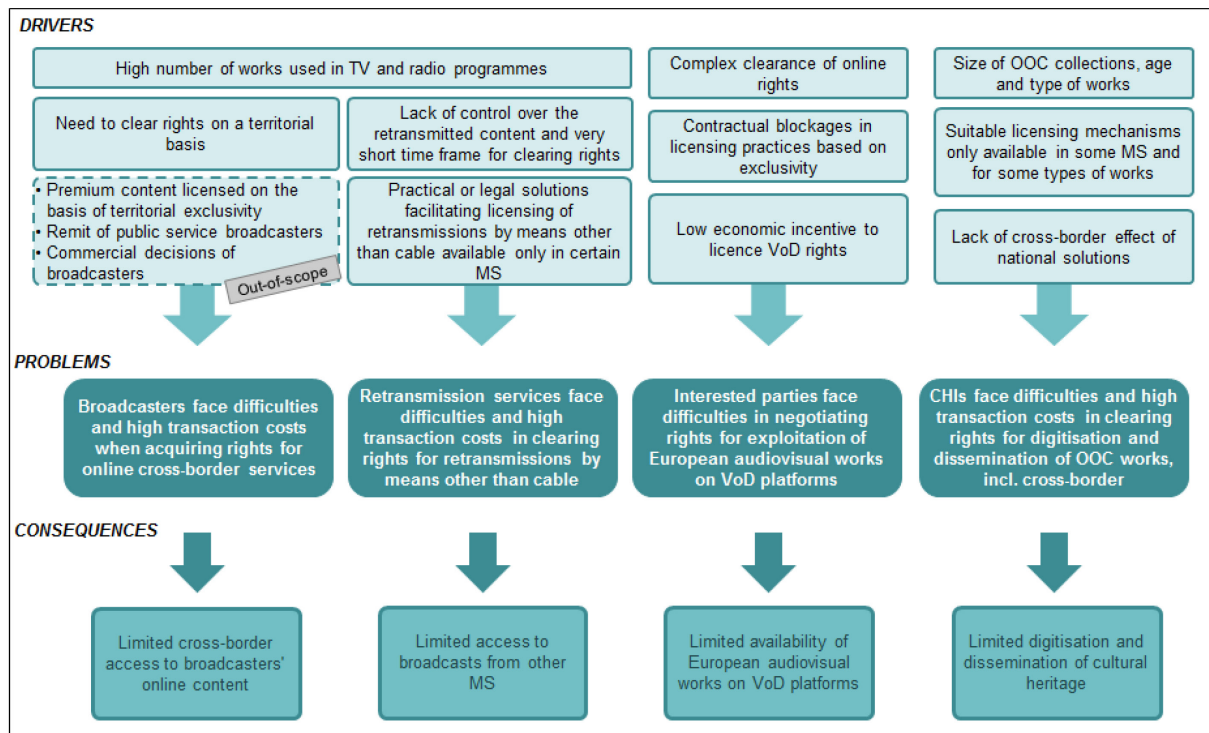 DRIVERS
High number of works used in TV and radio programmes
Need to clear rights on a territorial
basis
• Premium content licensed on the
basis of territorial exclusivity
• Remit of public service broadcasters
• Commercial decisions of
broadcasters
Out-of-scope
Lack of control over the
retransmitted content and very
short time frame for clearing rights
Practical or legal solutions
facilitating licensing of
retransmissions by means other
than cable available only in certain
MS
Complex clearance of online
rights
Contractual blockages in
licensing practices based on
exclusivity
Low economic incentive to
licence VoD rights
Size of OOC collections, age
and type of works
Suitable licensing mechanisms
only available in some MS and
for some types of works
Lack of cross-border effect of
national solutions
PROBLEMS
Broadcasters face difficulties
and high transaction costs
when acquiring rights for
online cross-border services
Retransmission services face
difficulties and high
transaction costs in clearing
rights for retransmissions by
means other than cable
Interested parties face
difficulties in negotiating
rights for exploitation of
European audiovisual works
on VoD platforms
CHIs face difficulties and high
transaction costs in clearing
rights for digitisation and
dissemination of OOC works,
incl. cross-border
CONSEQUENCES
Limited cross-border
access to broadcasters'
online content
Limited access to
broadcasts from other
MS
Limited availability of
European audiovisual
works on VoD platforms
Limited digitisation and
dissemination of cultural
heritage